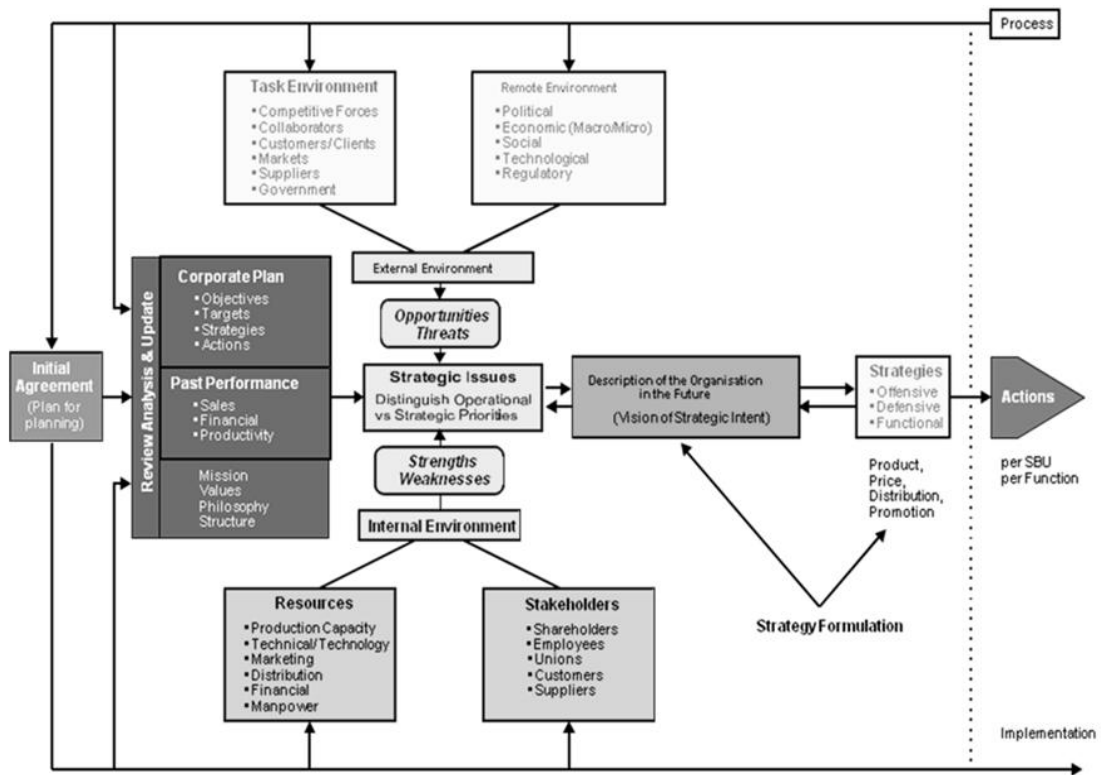 Process
Task Environment
▪ Competitive Forces
▪ Collaborators
▪ Customers/Clients
▪ Markets
▪ Suppliers
▪ Government
Remote Environment
▪ Political
▪ Economic (Macro/Micro)
▪ Social
▪ Technological
▪ Regulatory
External Environment
Opportunities
Threats
Initial
Agreement
(Plan for
planning)
Review Analysis & Update
Corporate Plan
▪ Objectives
▪ Targets
▪ Strategies
▪ Actions
Past Performance
▪ Sales
▪ Financial
▪ Productivity
Mission
Values
Philosophy
Structure
Strategic Issues
Distinguish Operational
vs Strategic Priorities
Strengths
Weaknesses
Internal Environment
Description of the Organisation
in the Future
(Vision of Strategic Intent)
Strategies
▪ Offensive
▪ Defensive
▪ Functional
Product,
Price,
Distribution,
Promotion
Actions
per SBU
per Function
Resources
▪ Production Capacity
▪ Technical/Technology
▪ Marketing
▪ Distribution
▪ Financial
▪ Manpower
Stakeholders
▪ Shareholders
▪ Employees
▪ Unions
▪ Customers
▪ Suppliers
Strategy Formulation
Implementation